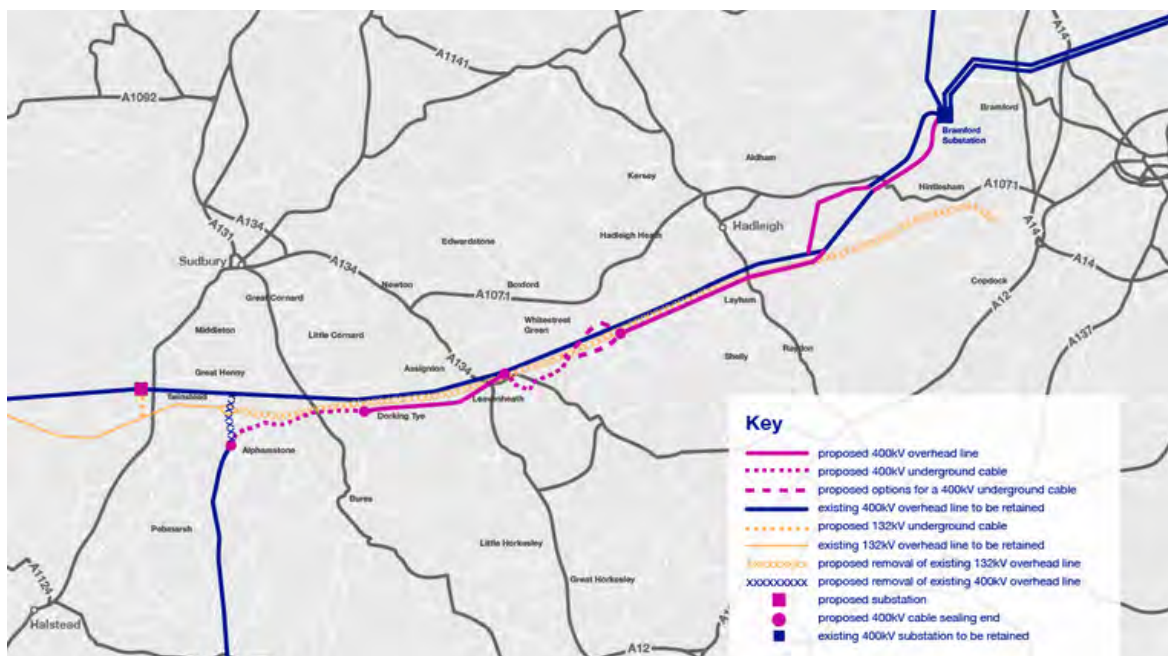 A1092
A1141
A14
Bramford
Bramford
Substation
Aldham
Kersey
Hintlesham
A1071
A134
A131
Hadleigh
Hadleigh Heath
Edwardstone
A14
A14
Sudbury
A134
Newton
Boxford
A1071
Copdock
Great Cornard
Layham
A12
Whitestreet
Green
Middleton
Little Cornard
A137
A134
Shelly
Raydon
Assignton
Great Henny
Twinstead
Leavenheath
Dorking Tye
Alphamstone
Bures
Pebmarsh
Little Horkesley
Great Horkesley
A1124
Halstead
A12
Key
proposed 400kV overhead line
proposed 400kV underground cable
proposed options for a 400kV underground cable
existing 400kV overhead line to be retained
proposed 132kV underground cable
existing 132kV overhead line to be retained
proposed removal of existing 132kV overhead line
proposed removal of existing 400kV overhead line
proposed substation
proposed 400kV cable sealing end
existing 400kV substation to be retained